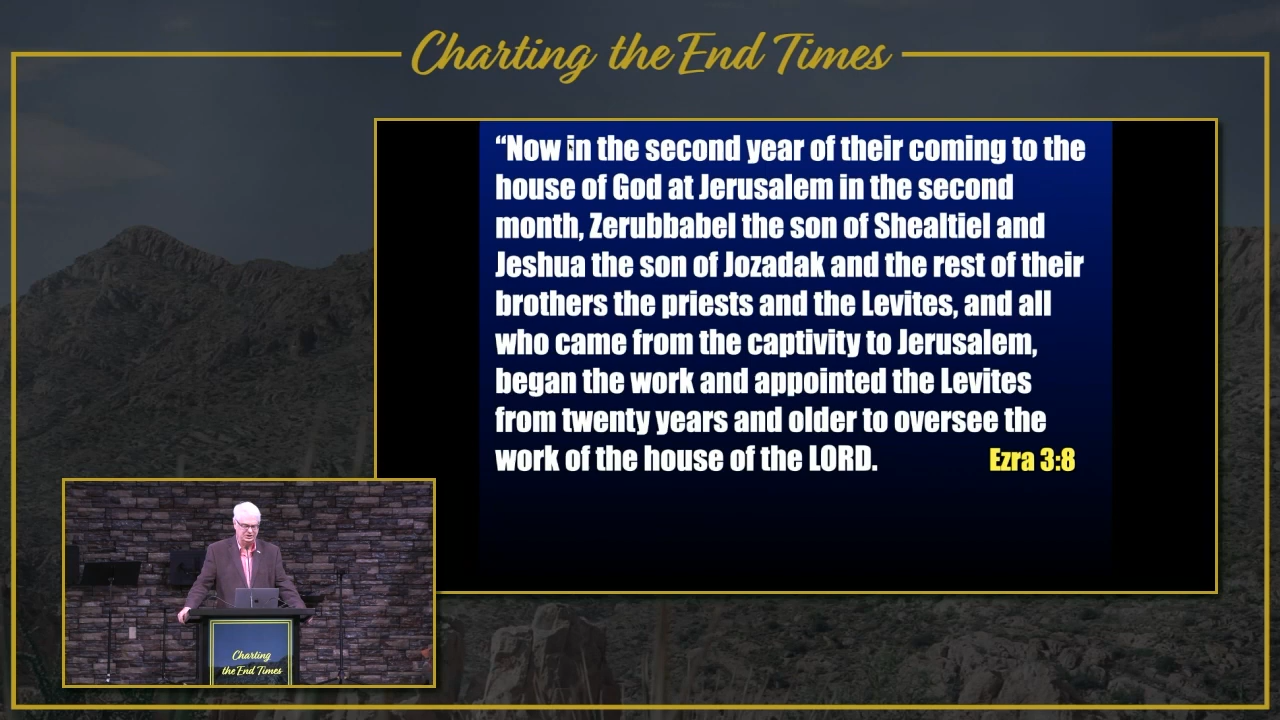 Charting the End Times
“Now in the second year of their coming to the
house of God at Jerusalem in the second
month, Zerubbabel the son of Shealtiel and
Jeshua the son of Jozadak and the rest of their
brothers the priests and the Levites, and all
who came from the captivity to Jerusalem,
began the work and appointed the Levites
from twenty years and older to oversee the
work of the house of the LORD. Ezra 3:8
Charting
the End Times